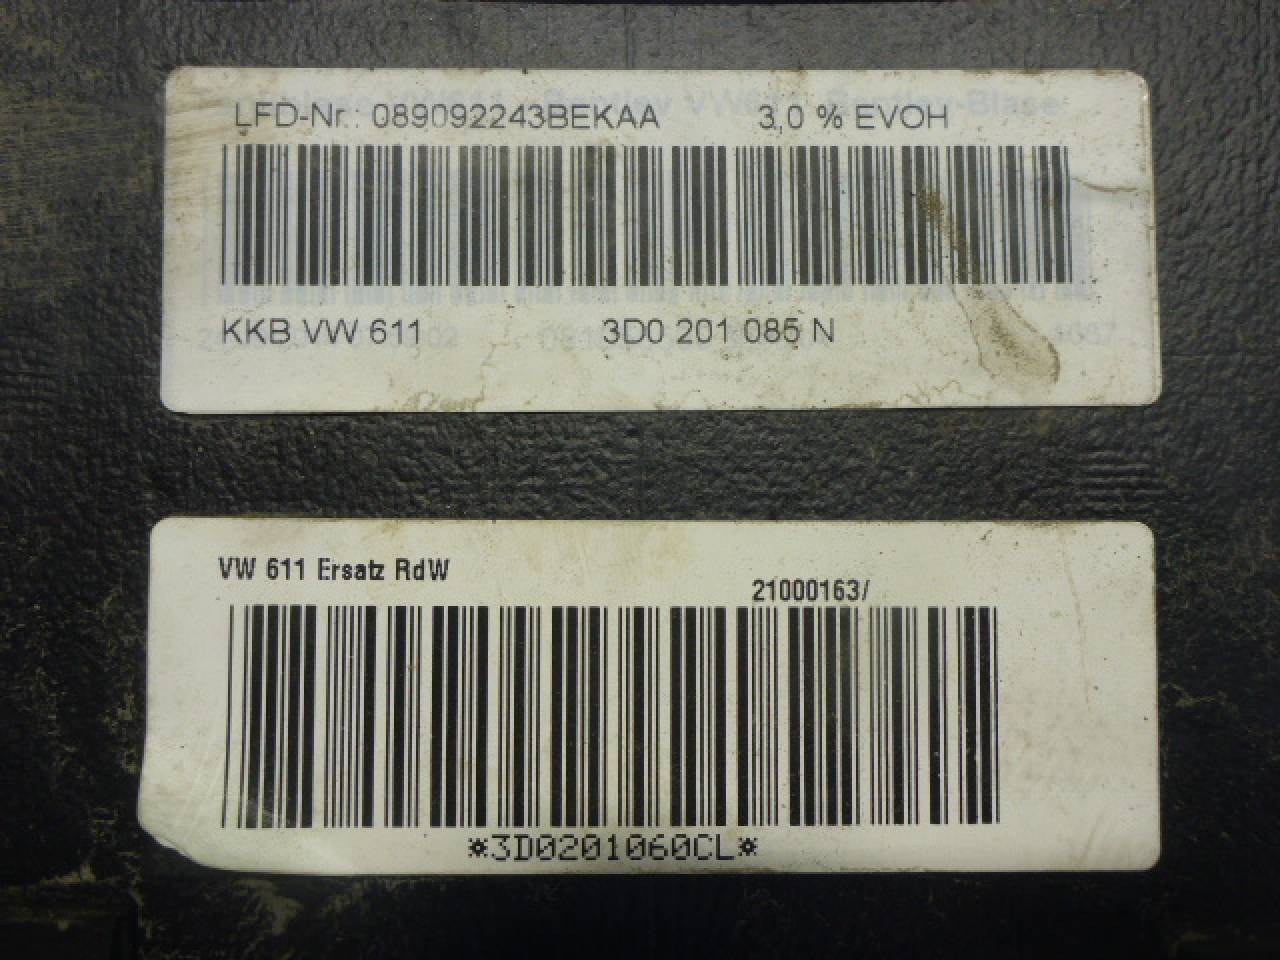 LFD-Nr.: 089092243BEKAA 3,0 % EVOH
KKB VW 611 3D0 201 085 N
VW 611 Ersatz RdW
21000163/
*3D0201060CL*